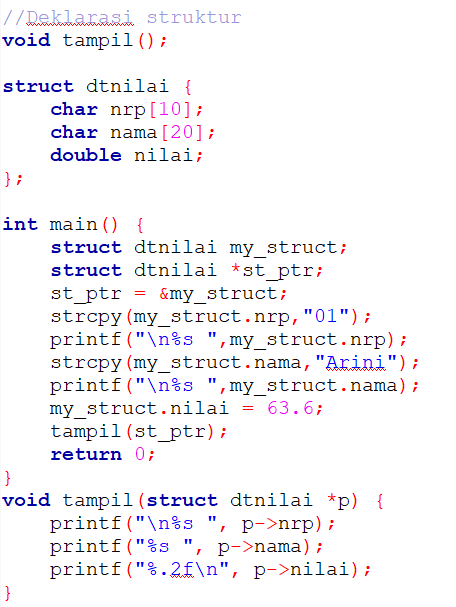 //Deklarasi struktur
void tampil();
struct dtnilai {
char nrp[10];
char nama[20];
double nilai;
};
int main() {
struct dtnilai my_struct;
struct dtnilai *st_ptr;
st_ptr = &my_struct;
strcpy(my_struct.nrp,"01");
printf("\n%s ",my_struct.nrp);
strcpy(my_struct.nama,"Arini");
printf("\n%s ",my_struct.nama);
my_struct.nilai = 63.6;
tampil(st_ptr);
return 0;
}
void tampil(struct dtnilai *p) {
printf("\n%s ", p->nrp);
printf("%s ", p->nama);
printf("%.2f\n", p->nilai);
}